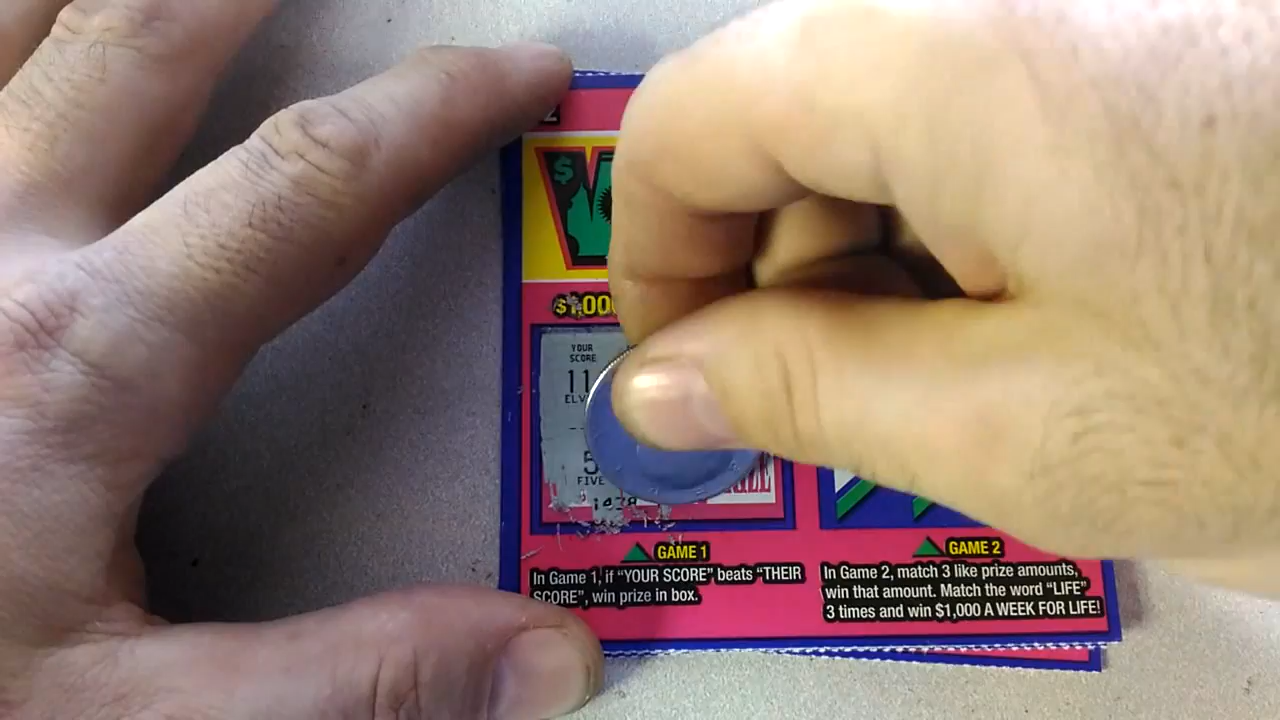 $1,000
YOUR
SCORE
11
FIVE
GAME 1
In Game 1, if “YOUR SCORE” beats “THEIR
SCORE”, win prize in box.
GAME 2
In Game 2, match 3 like prize amounts,
win that amount. Match the word “LIFE”
3 times and win $1,000 A WEEK FOR LIFE!